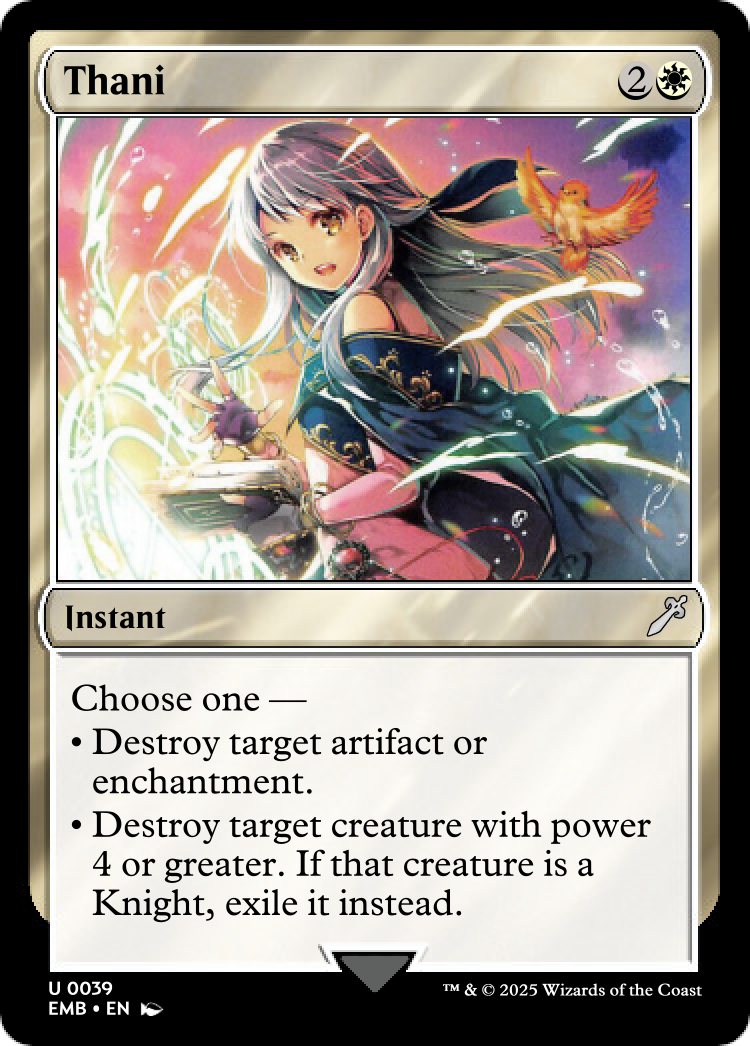 Thani 2
Instant
Choose one —
• Destroy target artifact or
enchantment.
• Destroy target creature with power
4 or greater. If that creature is a
Knight, exile it instead.
U 0039
EMB • EN
™ & © 2025 Wizards of the Coast